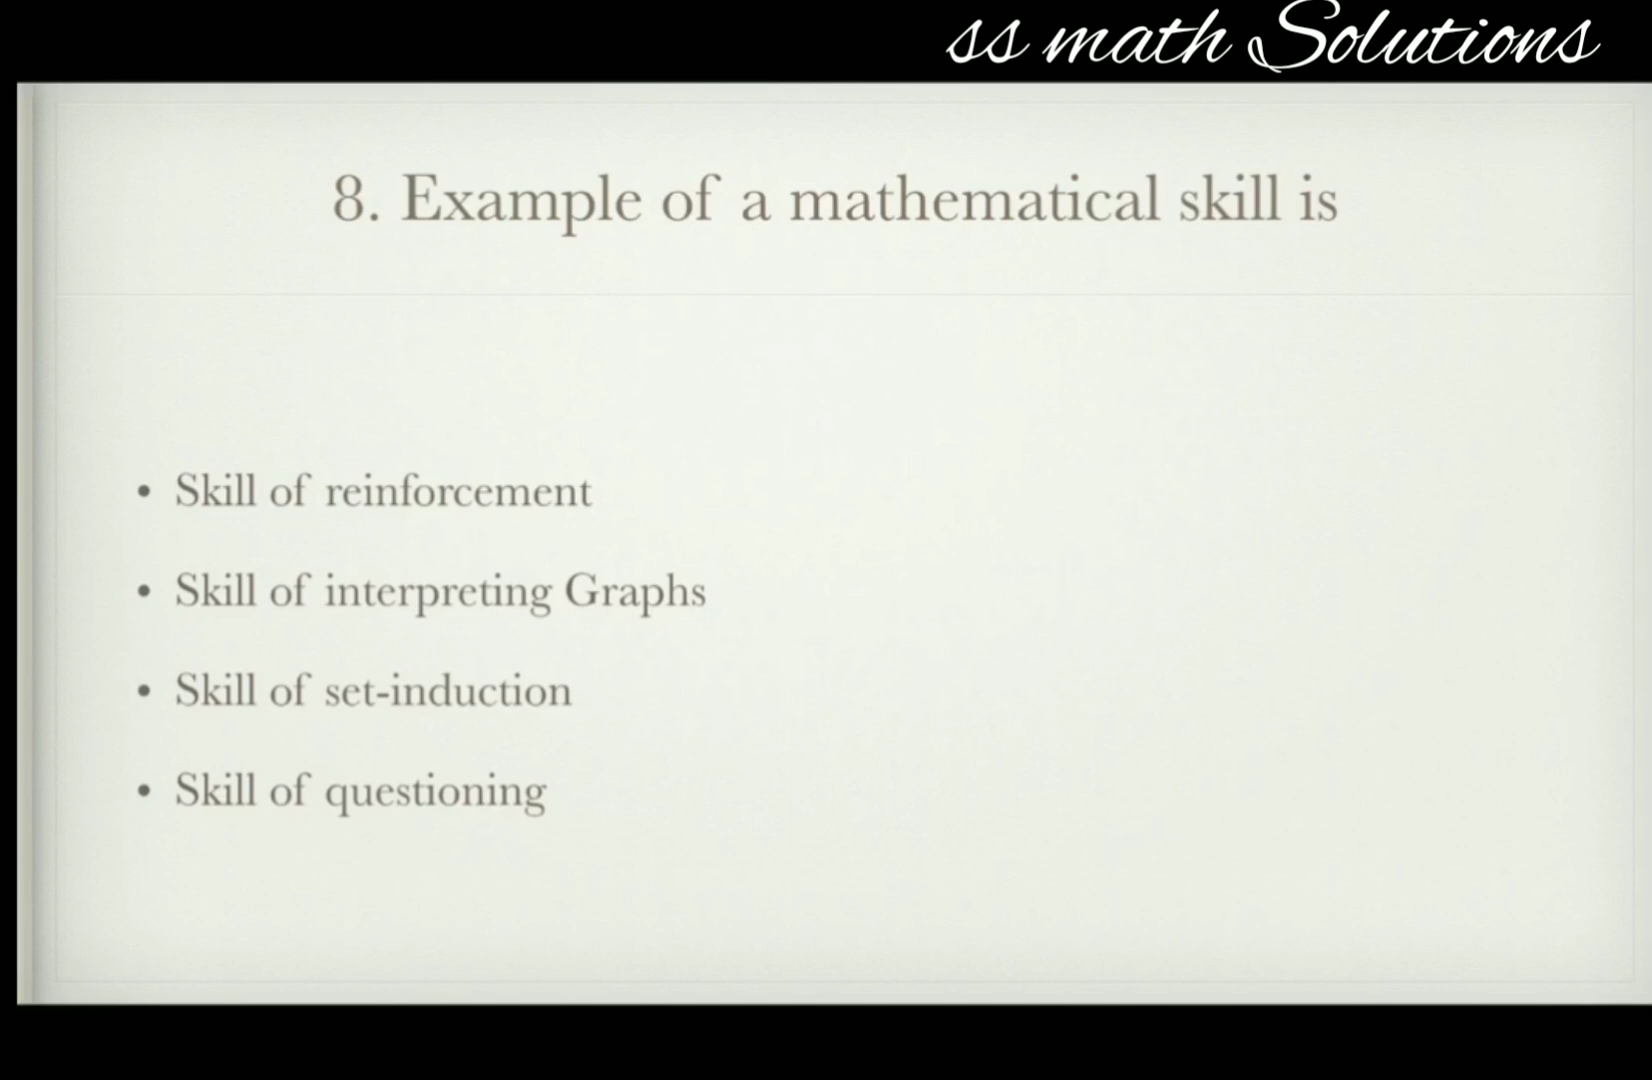 ss math Solutions
8. Example of a mathematical skill is
• Skill of reinforcement
• Skill of interpreting Graphs
• Skill of set-induction
• Skill of questioning